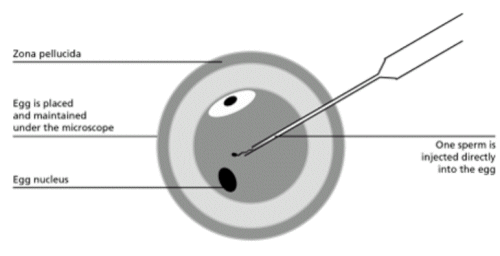 Zona pellucida
Egg is placed
and maintained
under the microscope
Egg nucleus
One sperm is
injected directly
into the egg